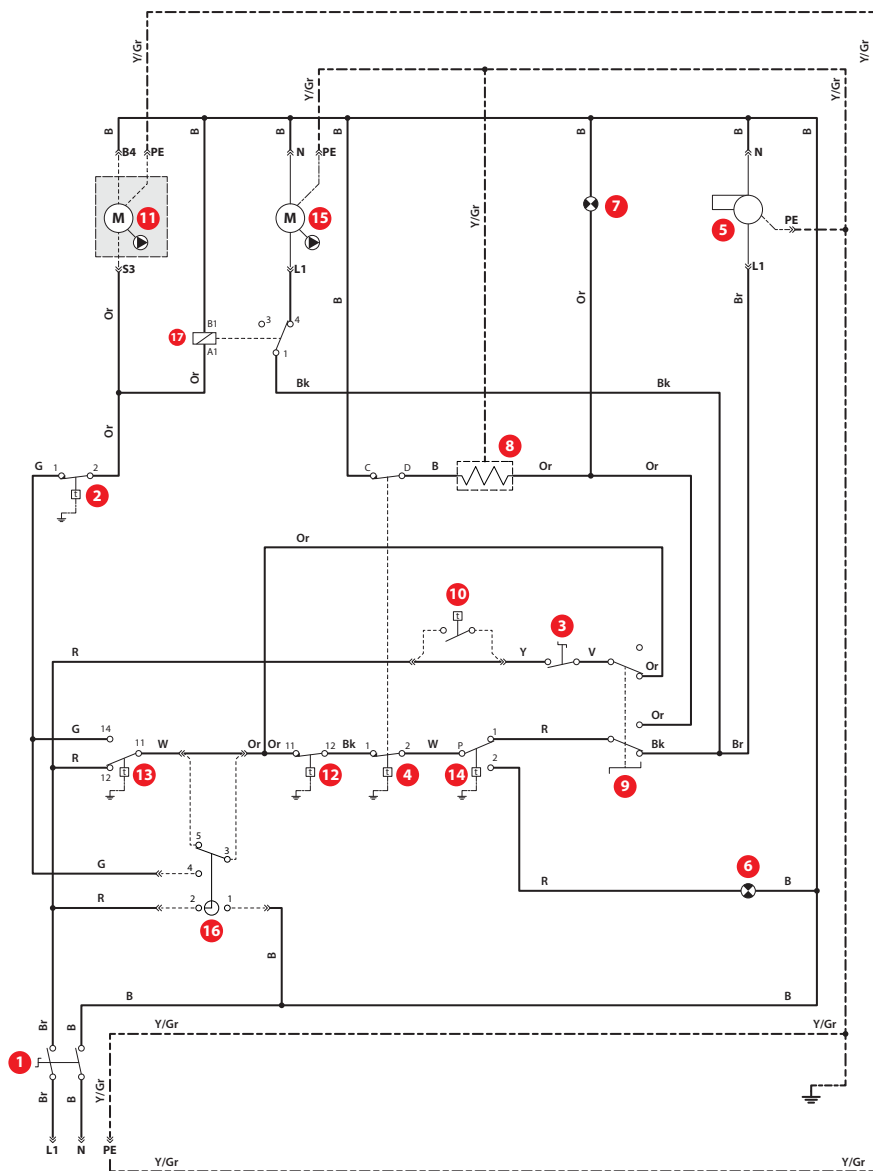 Y/Gr
Y/Gr
Y/Gr
Y/Gr
B
B
B
B
B
B
B
B4
PE
N
PE
N
M
11
M
15
7
5
Y/Gr
PE
S3
L1
L1
Or
B
Or
Br
3
4
17
B1
A1
1
Or
Bk
Bk
Or
8
G
1
2
C
D
B
Or
Or
t
2
Or
10
t
3
R
Y
V
Or
Or
G
14
11
W
Or
Or
11
12
Bk
1
2
W
P
1
R
Bk
Br
R
12
t
13
t
12
t
4
14
t
2
9
5
3
G
4
6
R
B
R
2
1
16
B
B
B
Y/Gr
Y/Gr
Br
B
1
Br
B
Y/Gr
L1
N
PE
Y/Gr
Y/Gr